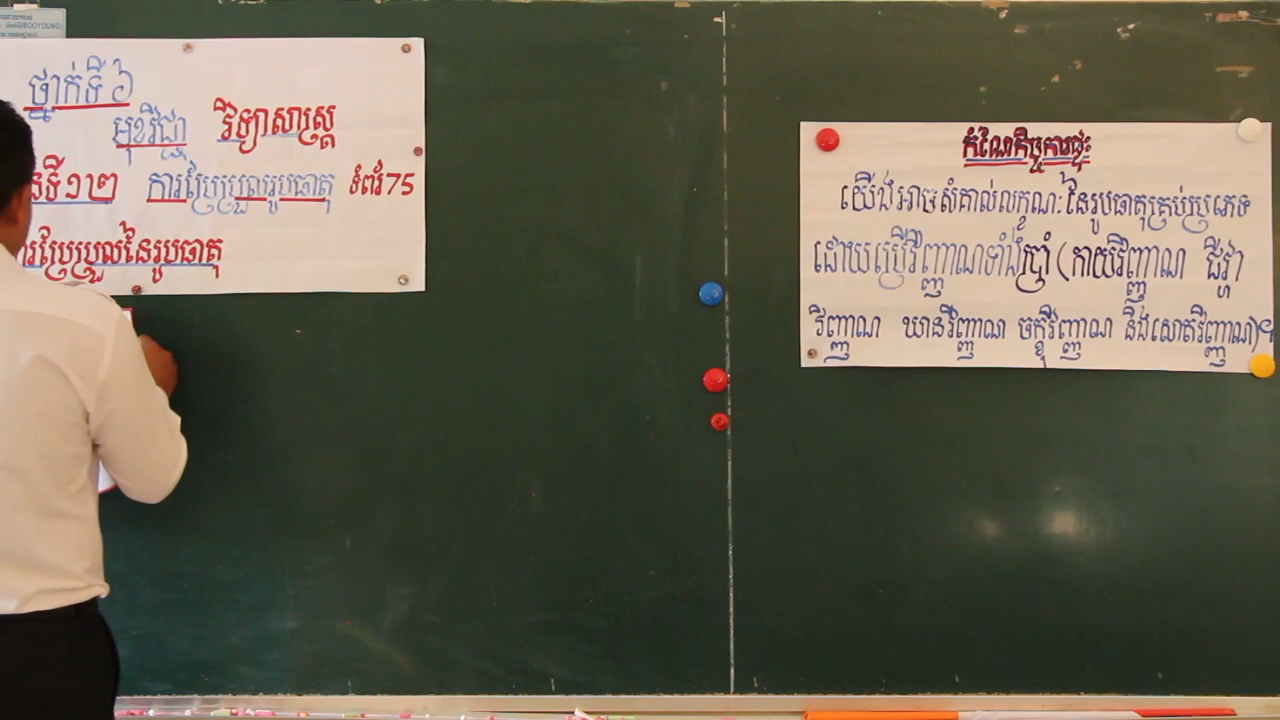 ថ្នាក់ទី ៦
មុខវិជ្ជា វិទ្យាសាស្ត្រ
នទី១២ ការប្រែប្រួលរូបធាតុ ទំព័រ75
រប្រែប្រួលនៃរូបធាតុ
កំណែកិច្ចការផ្ទះ
យើងអាចសំគាល់លក្ខណៈនៃរូបធាតុគ្រប់ប្រភេទ
ដោយប្រើវិញ្ញាណទាំងប្រាំ (កាយវិញ្ញាណ ជីវ្ហា
វិញ្ញាណ ឃានវិញ្ញាណ ចក្ខុវិញ្ញាណ និងសោតវិញ្ញាណ)។